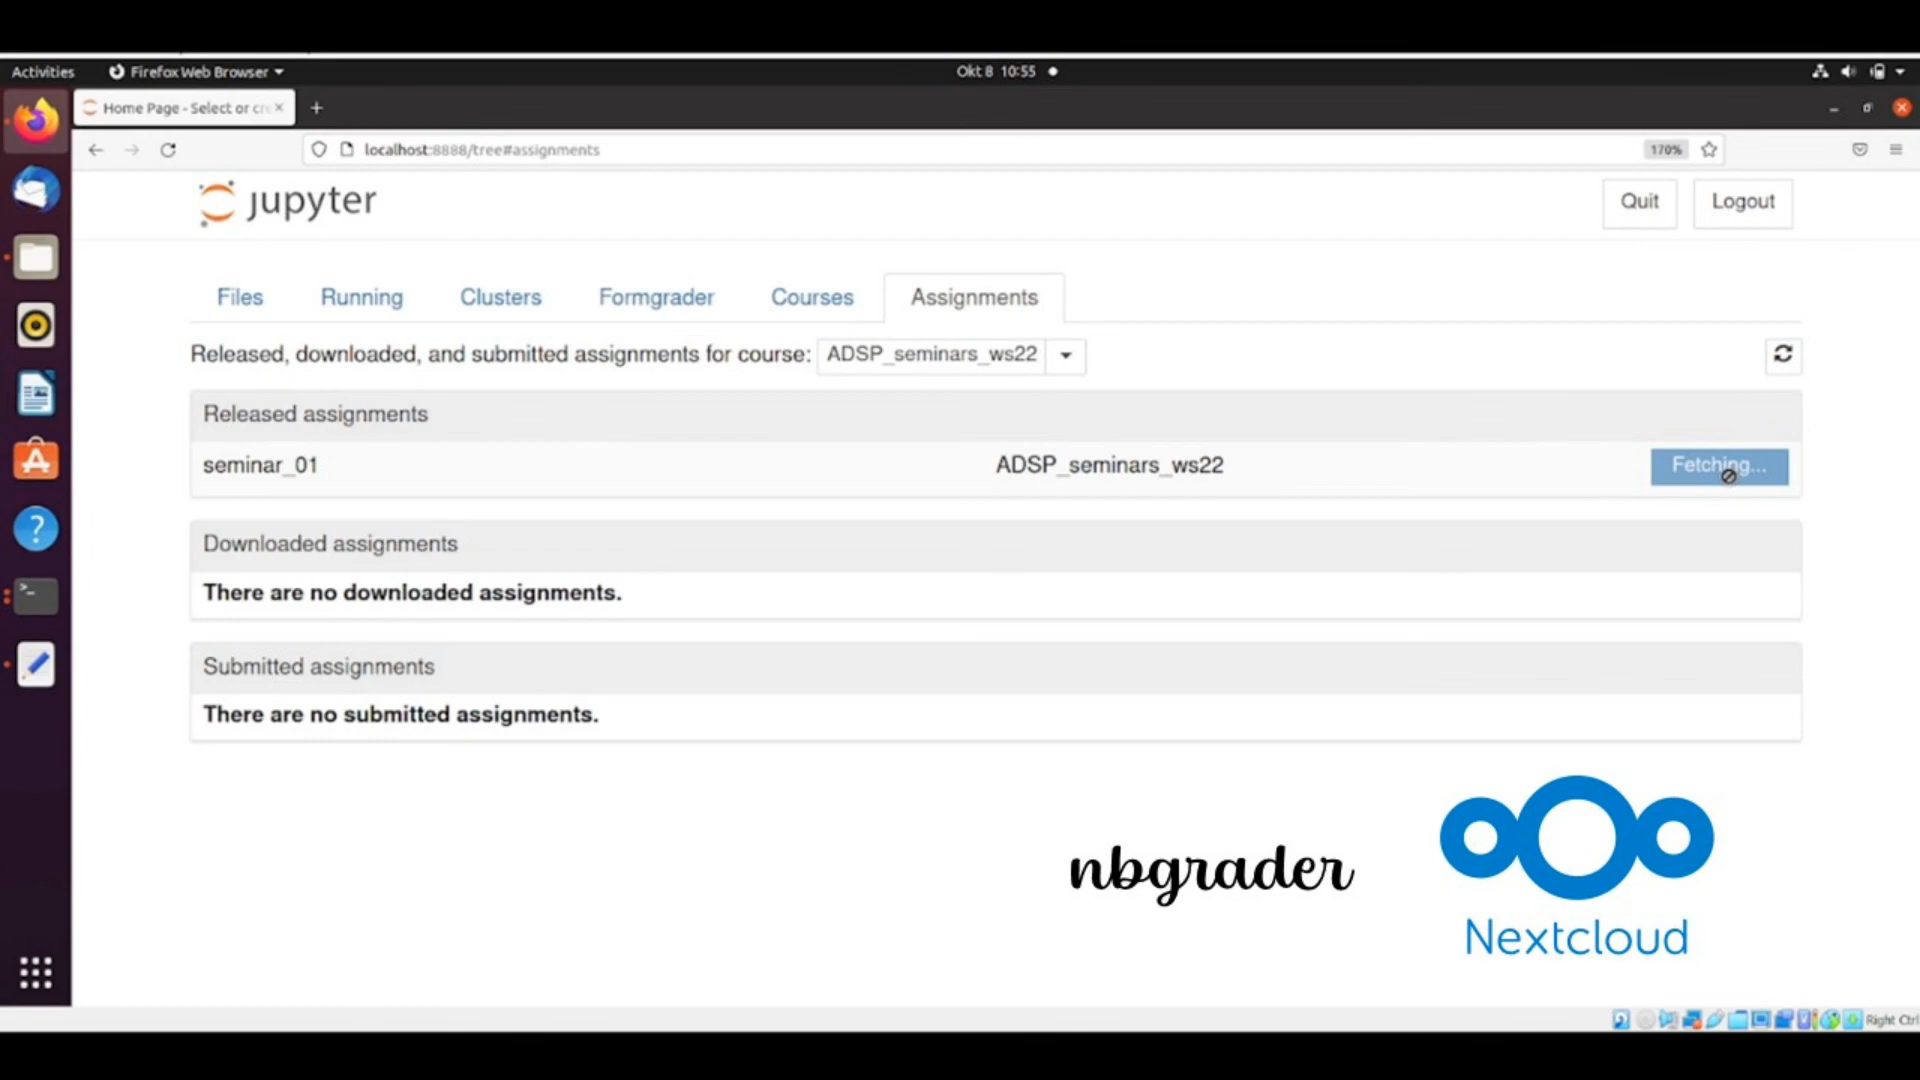 Activities Firefox Web Browser Okt 8 10:55
Home Page - Select or cre
localhost:8888/tree#assignments 170%
jupyter Quit Logout
Files Running Clusters Formgrader Courses Assignments
Released, downloaded, and submitted assignments for course: ADSP_seminars_ws22
Released assignments
seminar_01 ADSP_seminars_ws22 Fetching...
Downloaded assignments
There are no downloaded assignments.
Submitted assignments
There are no submitted assignments.
nbgrader
Nextcloud
Right Ctrl